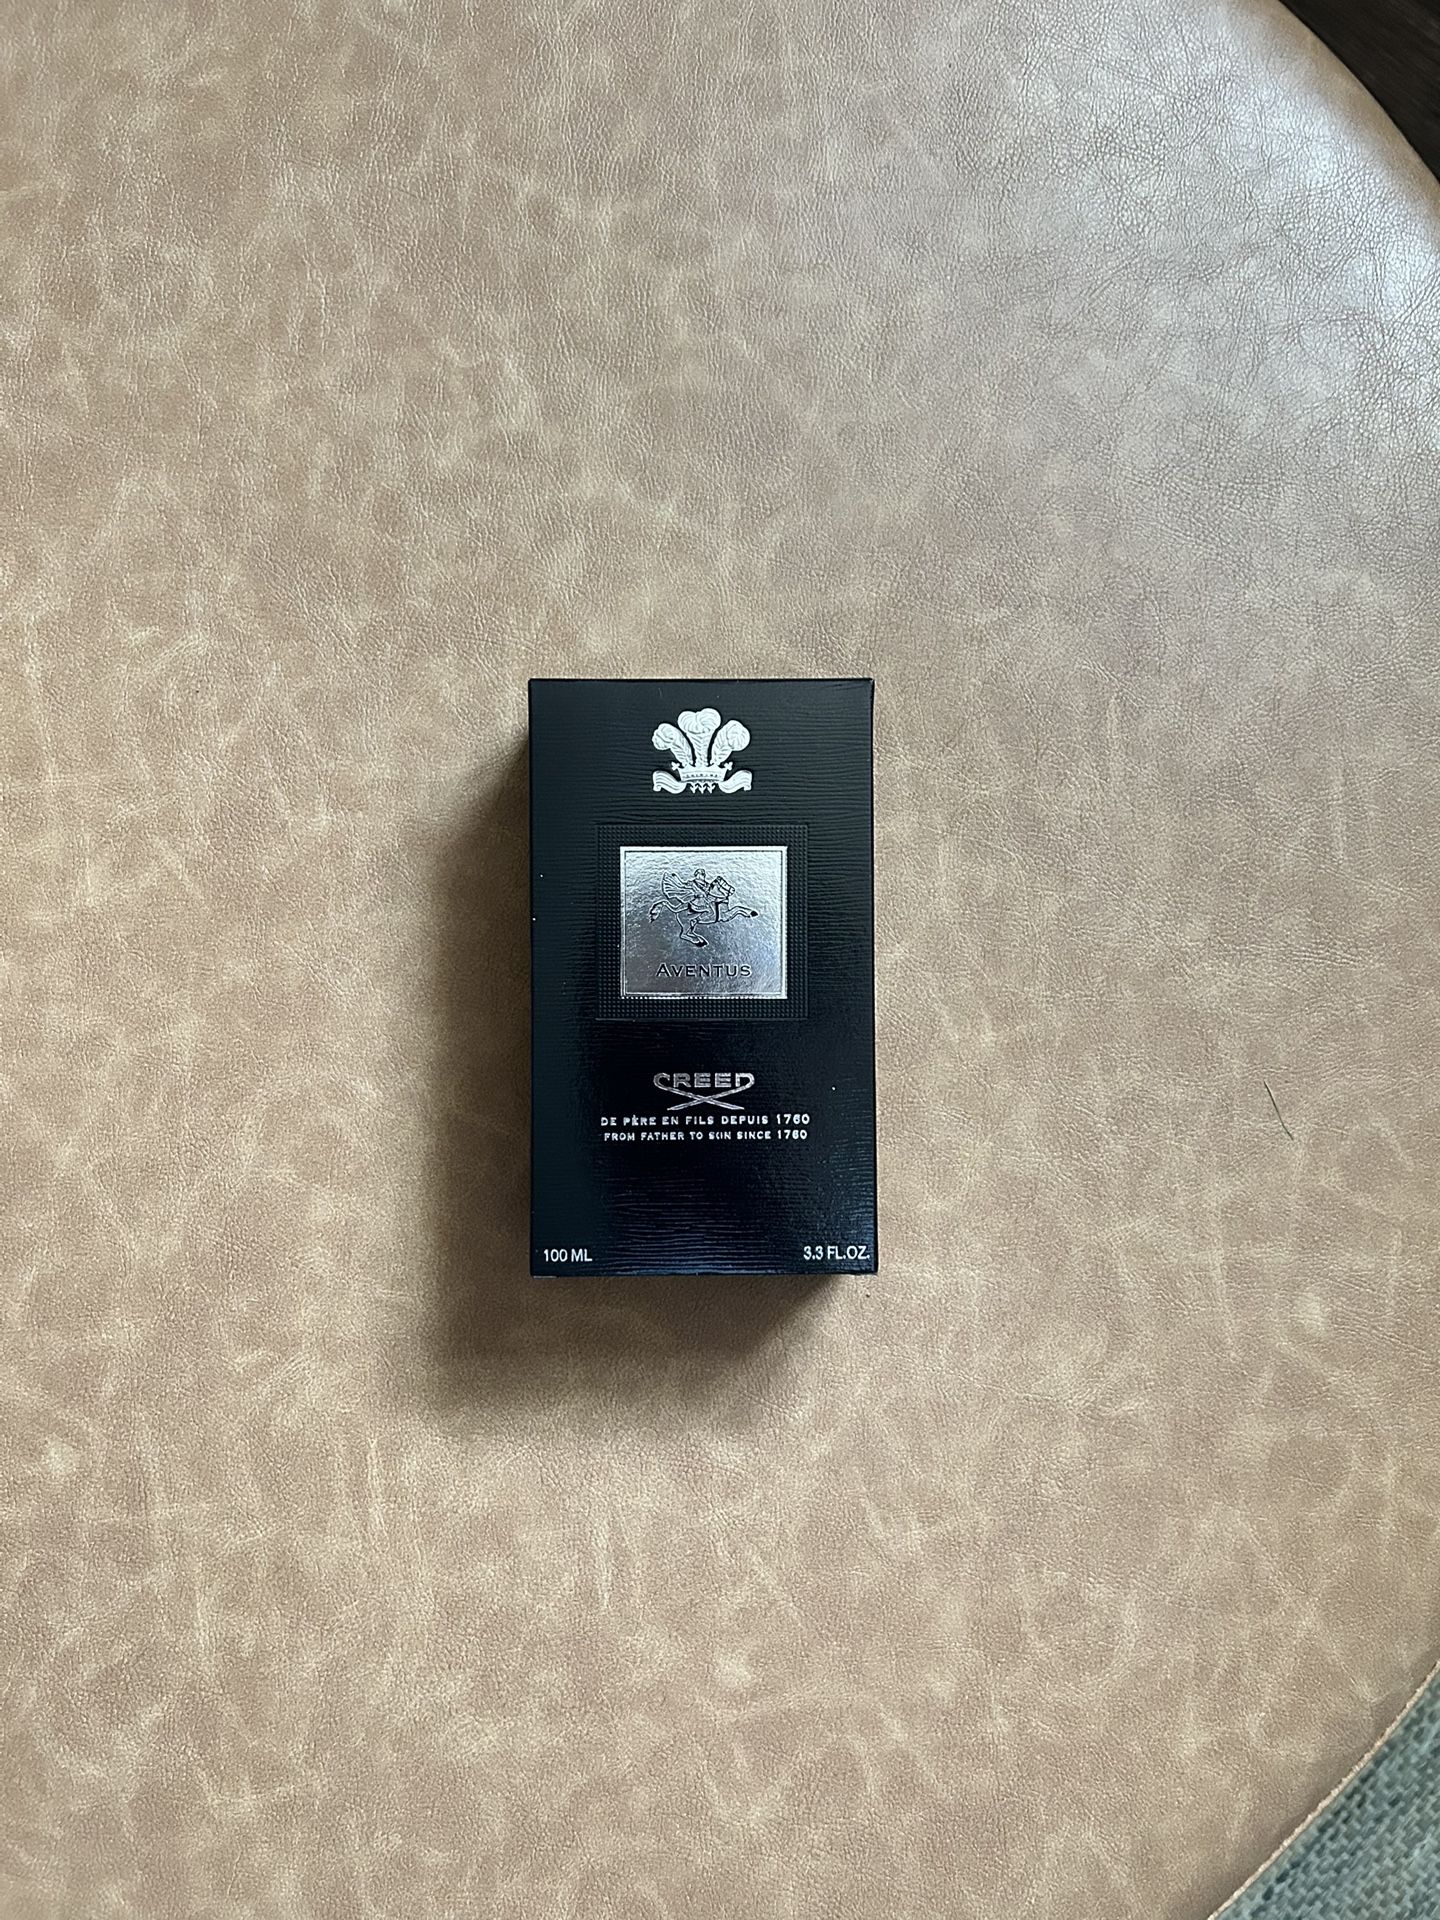 AVENTUS
CREED
DE PÈRE EN FILS DEPUIS 1760
FROM FATHER TO SON SINCE 1760
100 ML
3.3 FL.OZ.